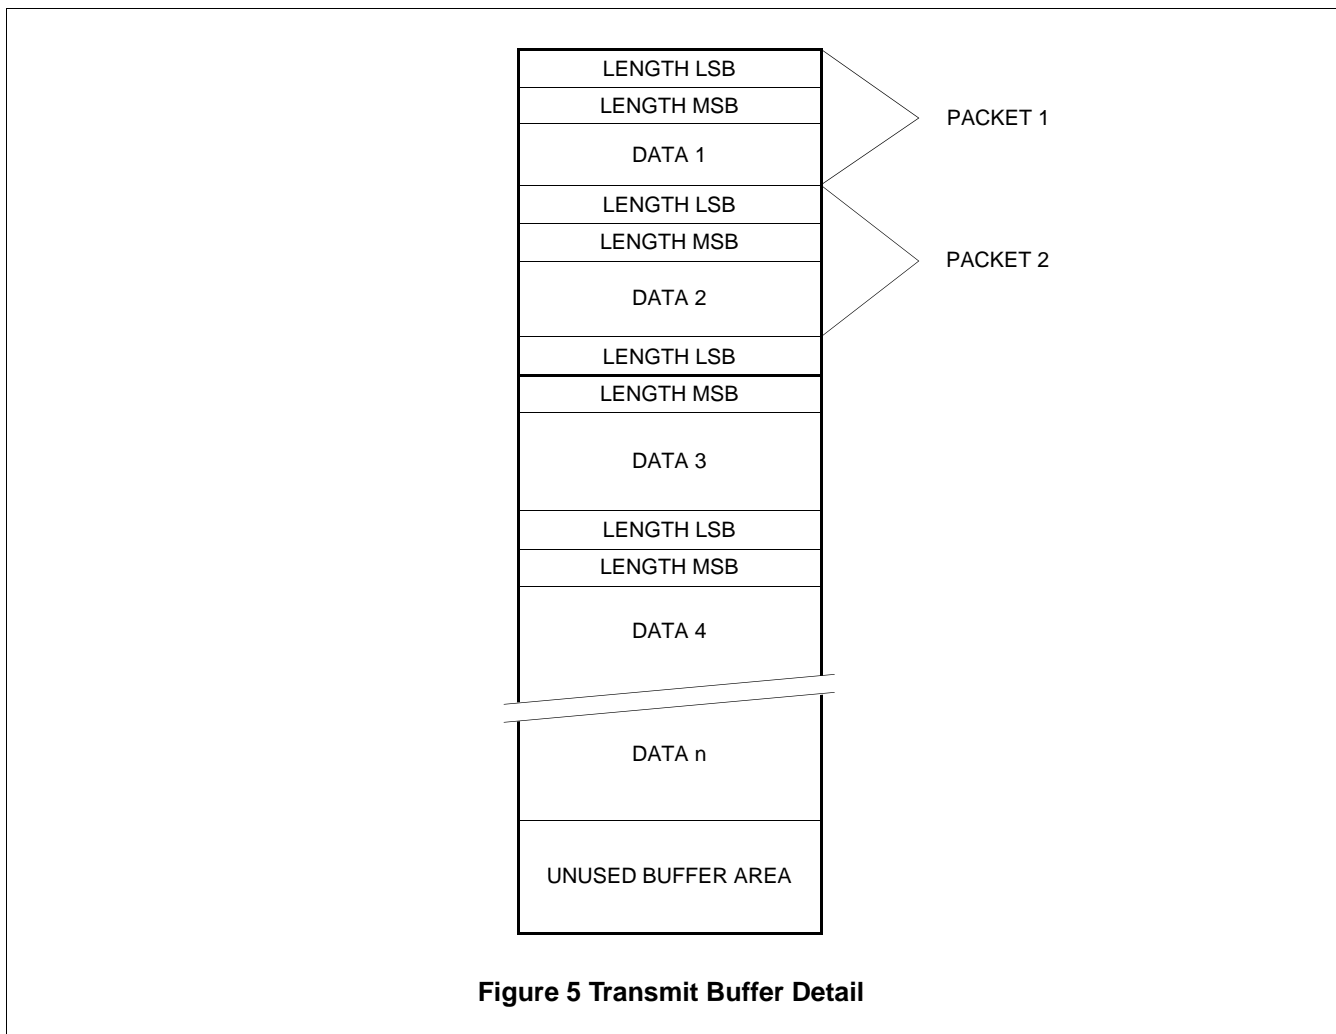 LENGTH LSB
LENGTH MSB
PACKET 1
DATA 1
LENGTH LSB
LENGTH MSB
PACKET 2
DATA 2
LENGTH LSB
LENGTH MSB
DATA 3
LENGTH LSB
LENGTH MSB
DATA 4
DATA n
UNUSED BUFFER AREA
Figure 5 Transmit Buffer Detail